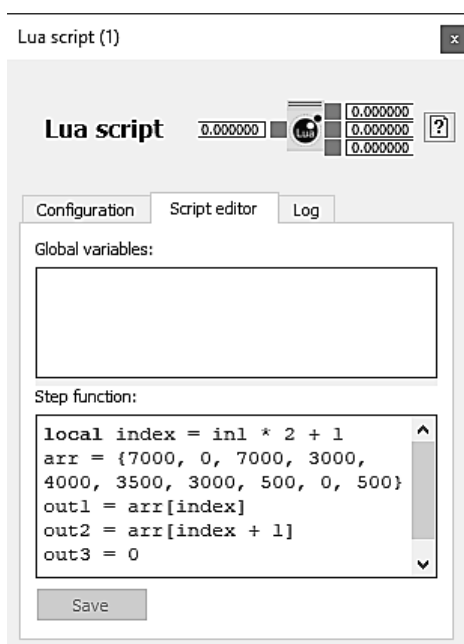 Lua script (1)
x
Lua script
0.000000
Lua
0.000000
0.000000
0.000000
?
Configuration
Script editor
Log
Global variables:
Step function:
local index = in1 * 2 + 1
arr = {7000, 0, 7000, 3000,
4000, 3500, 3000, 500, 0, 500}
out1 = arr[index]
out2 = arr[index + 1]
out3 = 0
Save